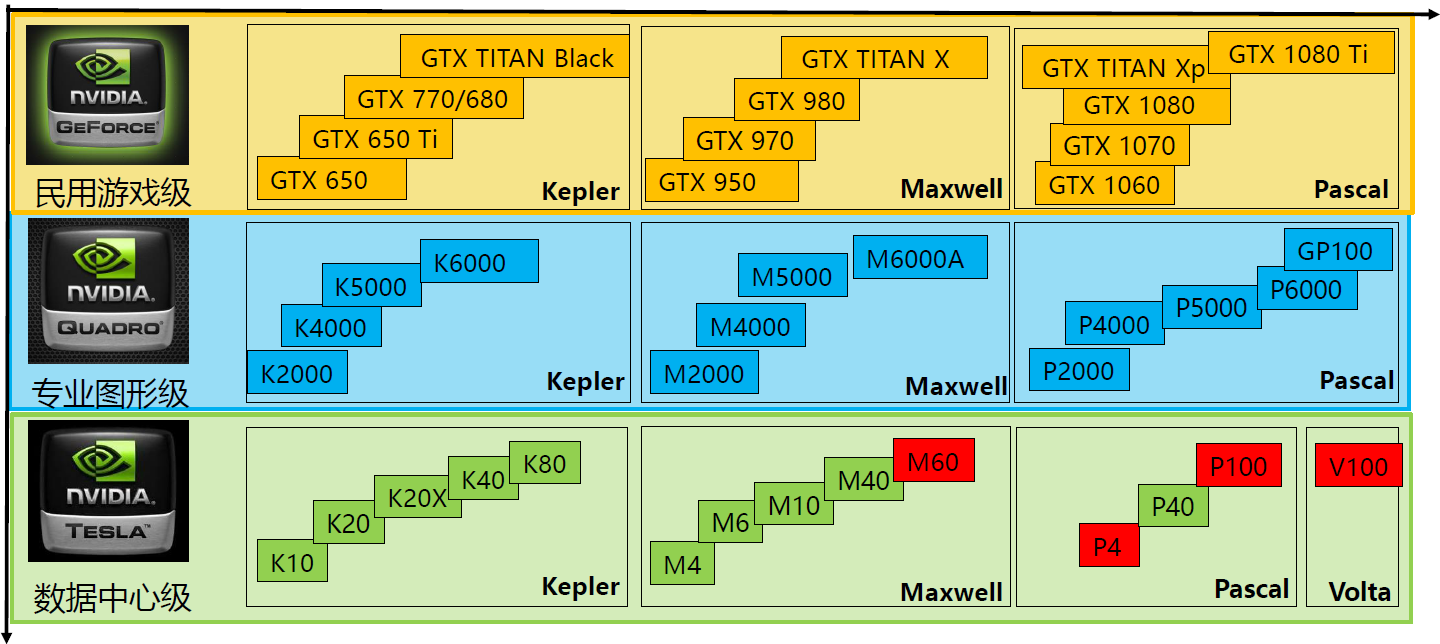 NVIDIA.
GEFORCE®
民用游戏级
GTX TITAN Black
GTX 770/680
GTX 650 Ti
GTX 650
Kepler
GTX TITAN X
GTX 980
GTX 970
GTX 950
Maxwell
GTX 1080 Ti
GTX TITAN Xp
GTX 1080
GTX 1070
GTX 1060
Pascal
NVIDIA.
QUADRO®
专业图形级
K6000
K5000
K4000
K2000
Kepler
M6000A
M5000
M4000
M2000
Maxwell
GP100
P6000
P5000
P4000
P2000
Pascal
NVIDIA.
TESLA™
数据中心级
K80
K40
K20X
K20
K10
Kepler
M60
M40
M10
M6
M4
Maxwell
P100
P40
P4
Pascal
V100
Volta